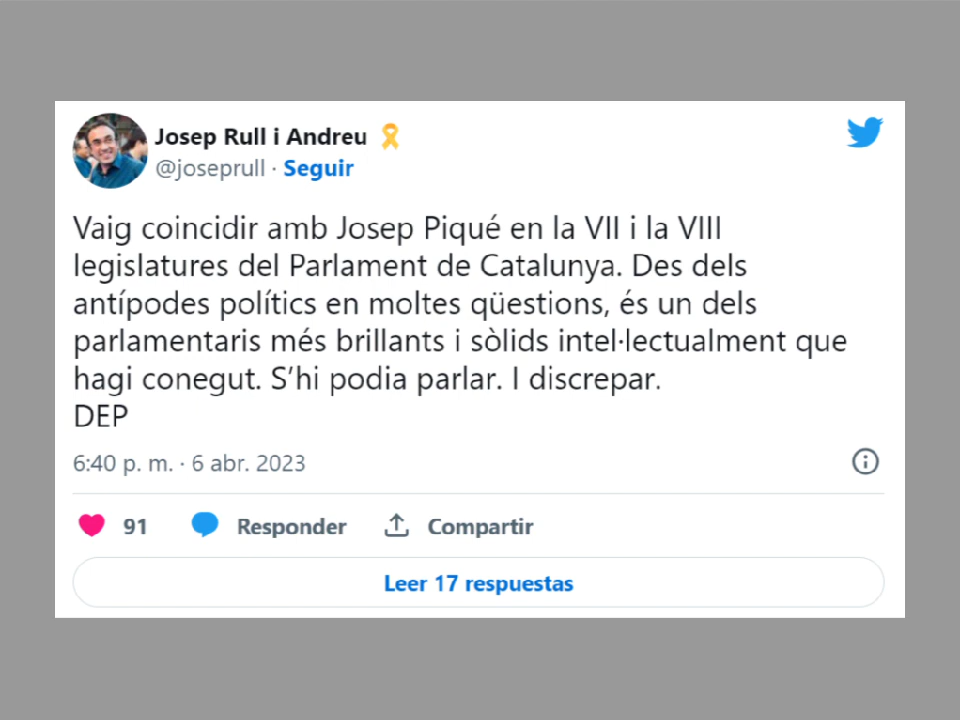 Josep Rull i Andreu 🎗
@joseprull · Seguir
Vaig coincidir amb Josep Piqué en la VII i la VIII
legislatures del Parlament de Catalunya. Des dels
antípodes polítics en moltes qüestions, és un dels
parlamentaris més brillants i sòlids intel·lectualment que
hagi conegut. S'hi podia parlar. I discrepar.
DEP
6:40 p. m. · 6 abr. 2023
91 Responder Compartir
Leer 17 respuestas